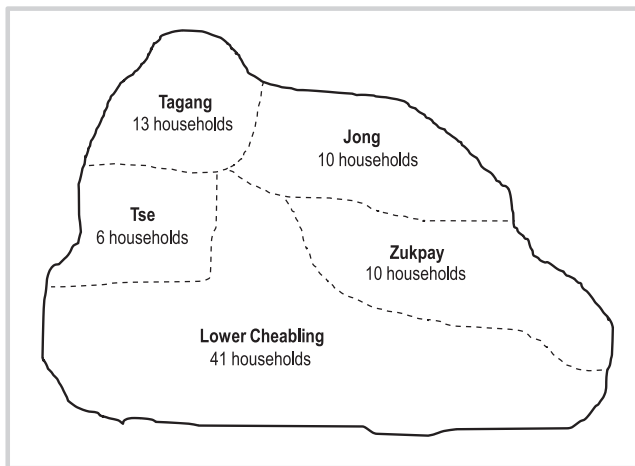 Tagang
13 households
Jong
10 households
Tse
6 households
Zukpay
10 households
Lower Cheabling
41 households